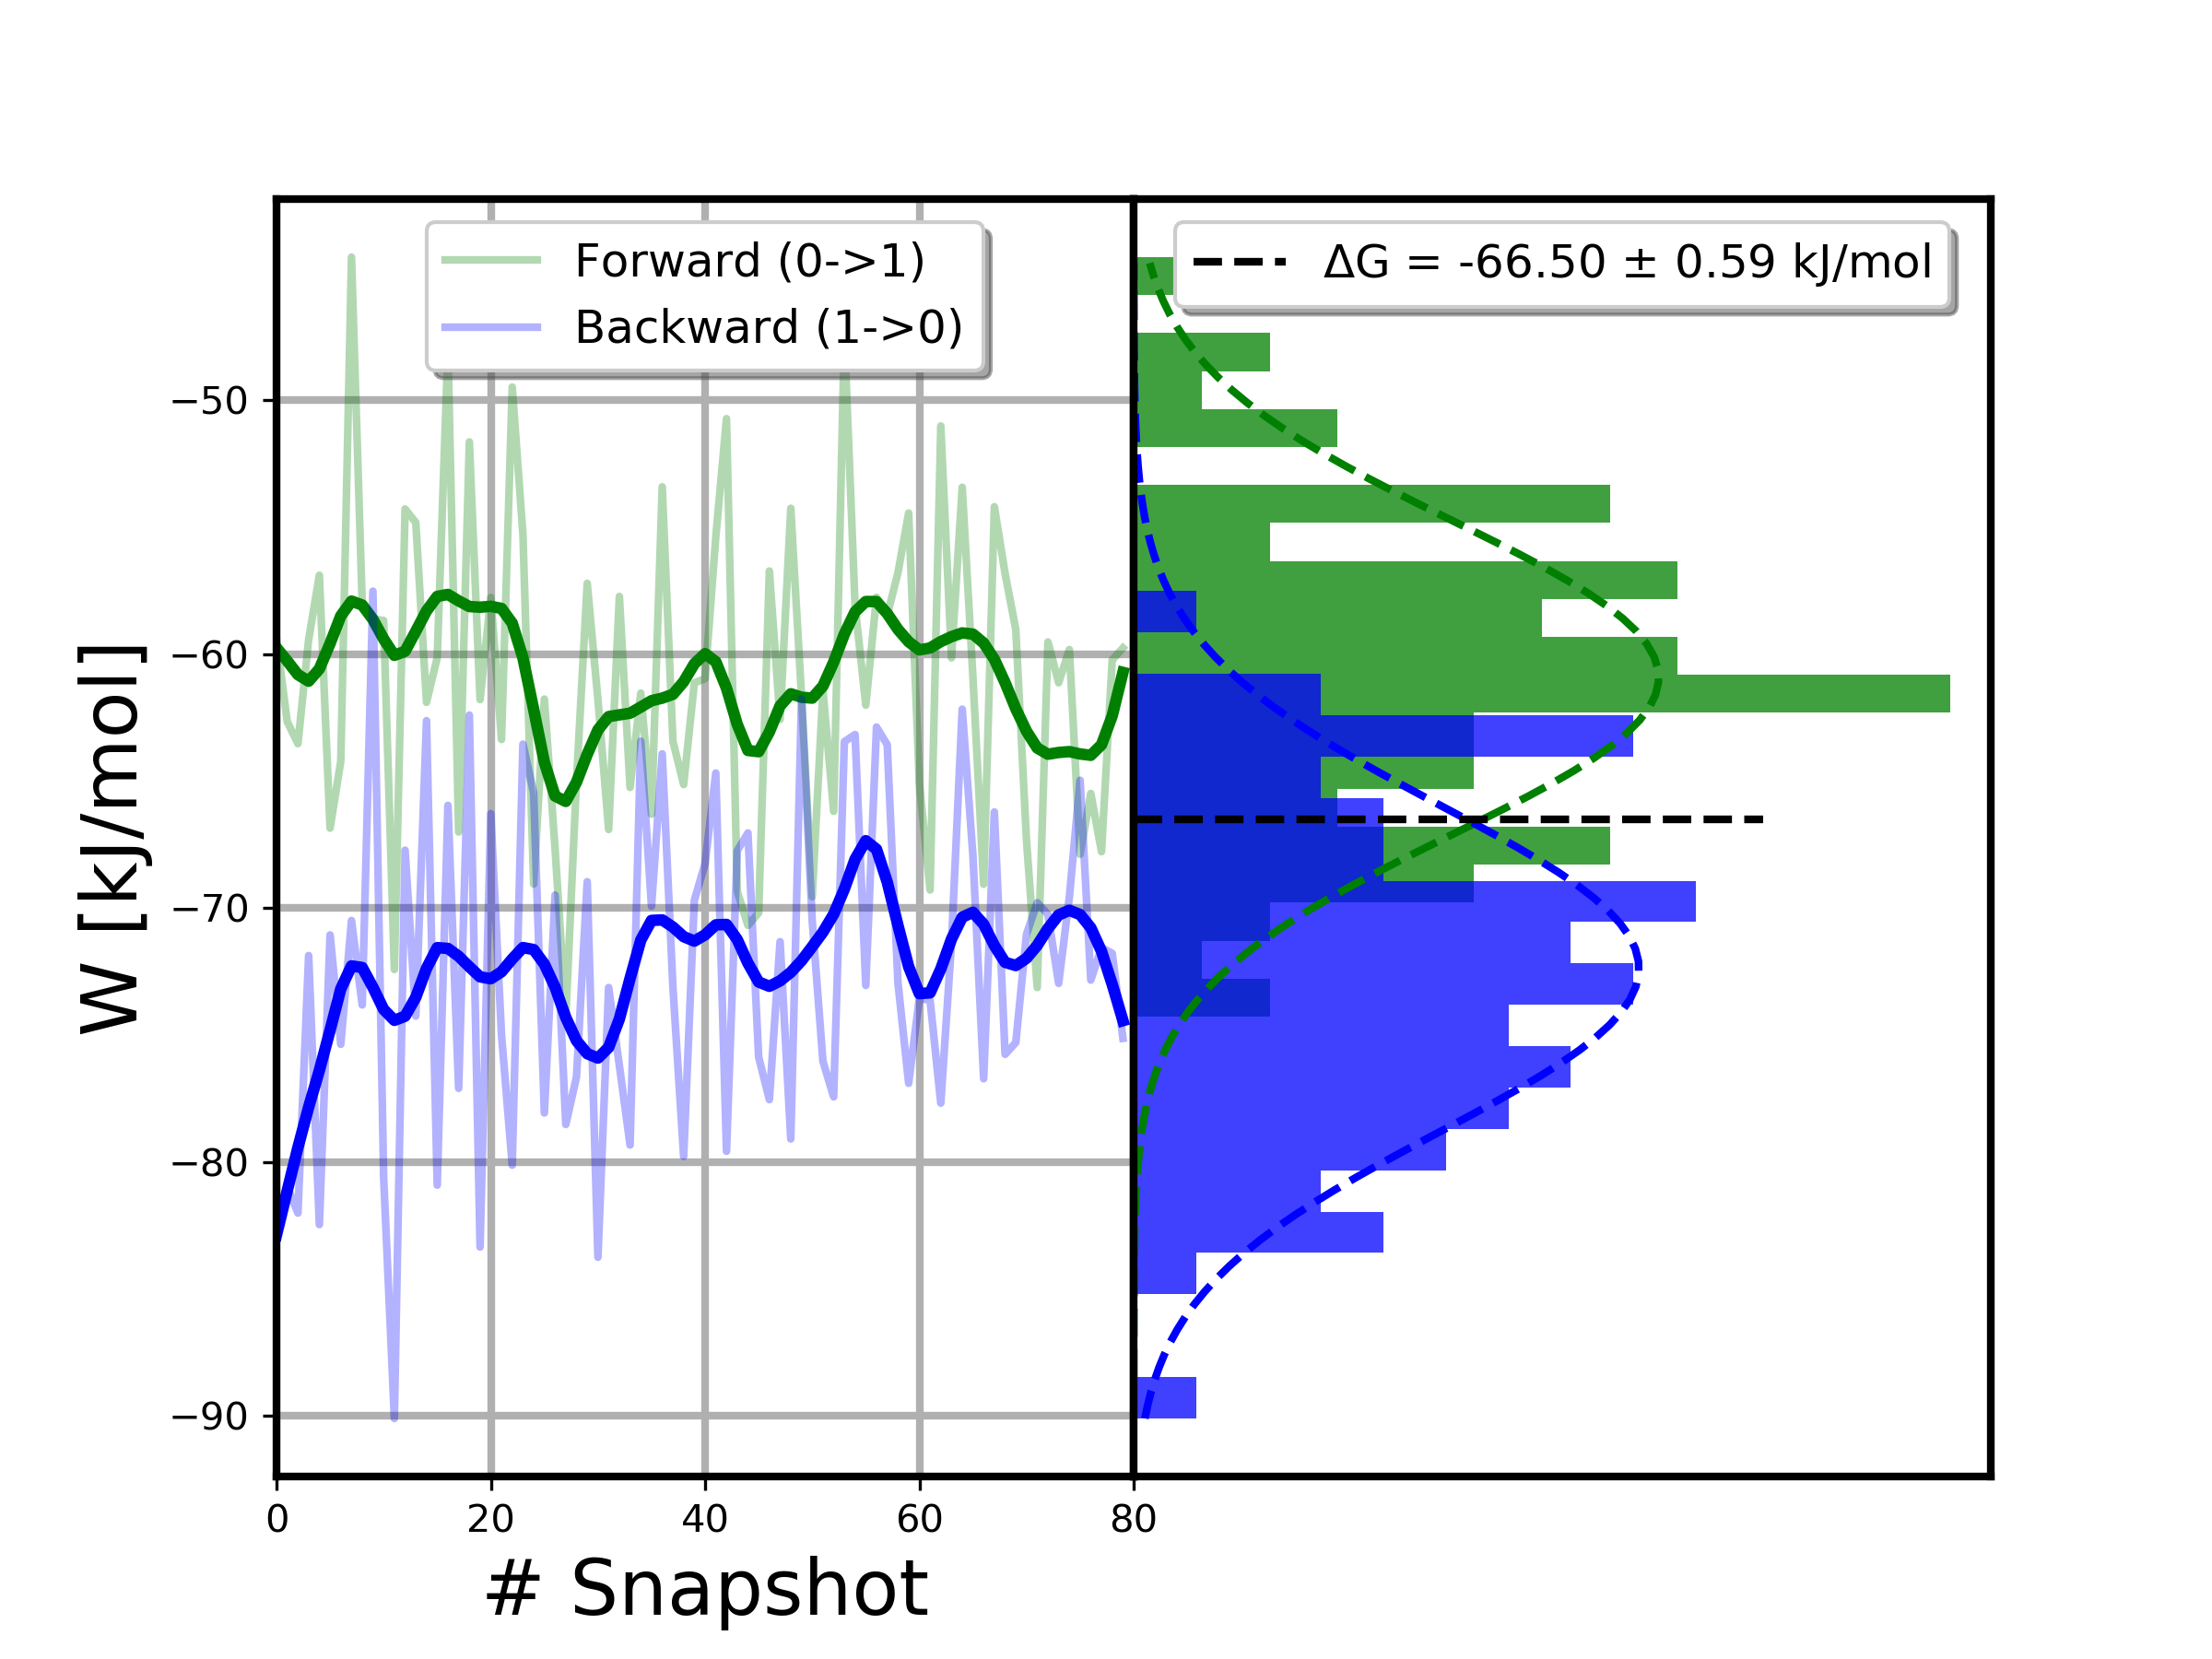 Forward (0->1)
Backward (1->0)
ΔG = -66.50 ± 0.59 kJ/mol
W [kJ/mol]
−50
−60
−70
−80
−90
0 20 40 60 80
# Snapshot